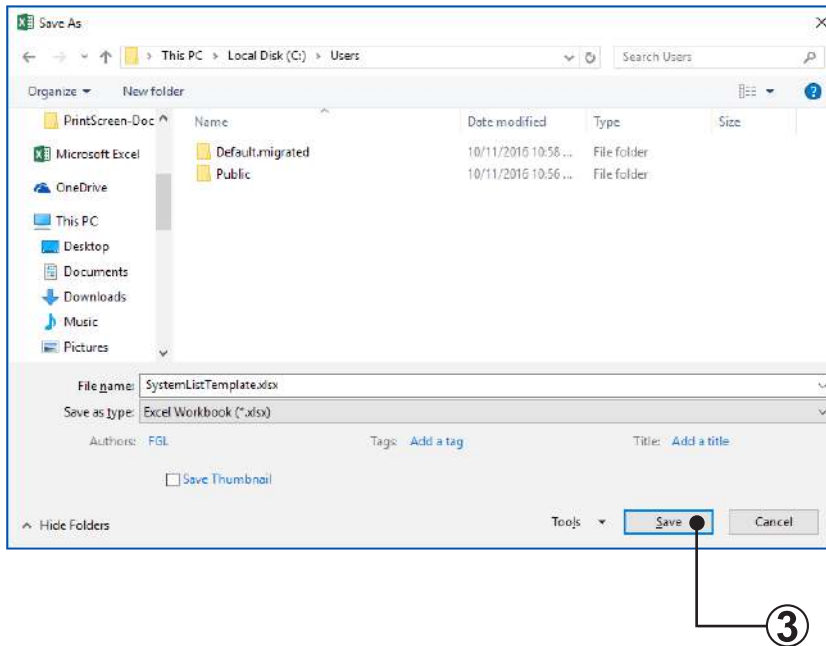 Save As
This PC > Local Disk (C:) > Users
Search Users
Organize
New folder
PrintScreen-Doc
Microsoft Excel
OneDrive
This PC
Desktop
Documents
Downloads
Music
Pictures
Name Date modified Type Size
Default.migrated 10/11/2016 10:58 ... File folder
Public 10/11/2016 10:56 ... File folder
File name: SystemListTemplate.xlsx
Save as type: Excel Workbook (*.xlsx)
Authors: FGL Tags: Add a tag Title: Add a title
Save Thumbnail
Hide Folders Tools Save Cancel
3